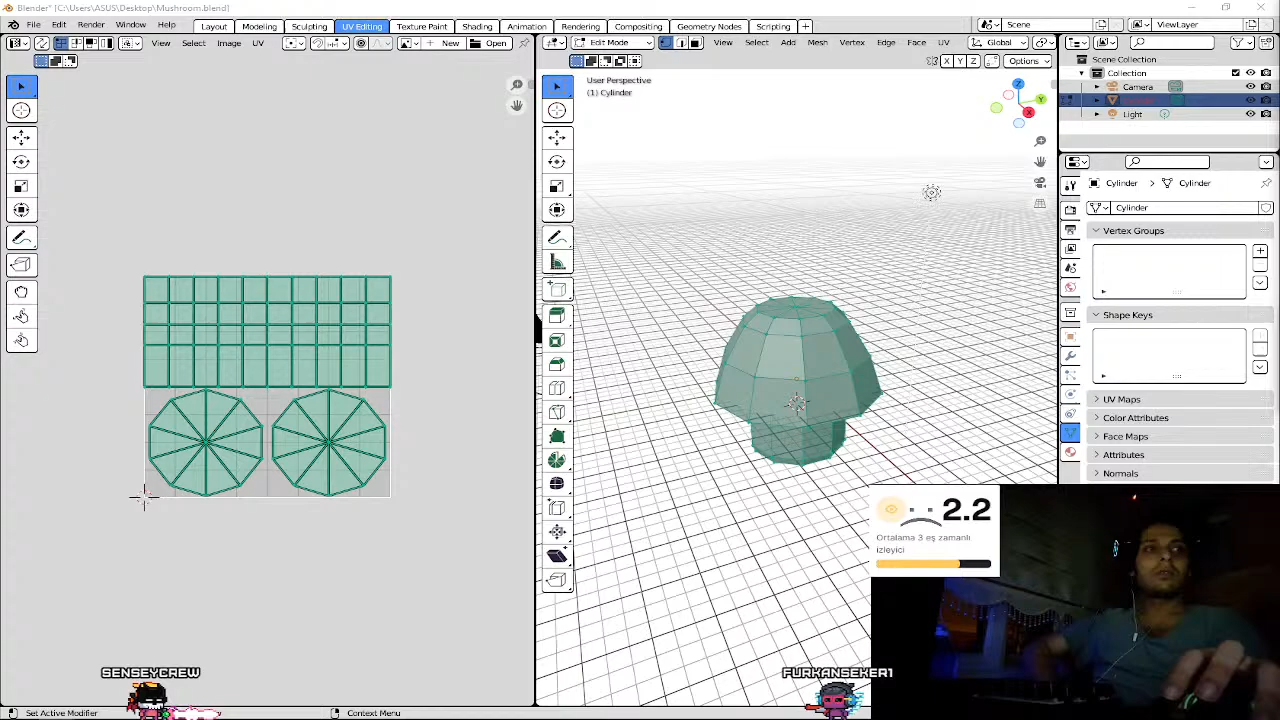 Blender* [C:\Users\ASUS\Desktop\Mushroom.blend]
File Edit Render Window Help Layout Modeling Sculpting UV Editing Texture Paint Shading Animation Rendering Compositing Geometry Nodes Scripting + Scene ViewLayer
View Select Image UV New Open Edit Mode View Select Add Mesh Vertex Edge Face UV Global
X Y Z Options
User Perspective
(1) Cylinder
Z
Y
X
Scene Collection
Collection
Camera
Light
Cylinder > Cylinder
Cylinder
Vertex Groups
Shape Keys
UV Maps
Color Attributes
Face Maps
Attributes
Normals
2.2
Ortalama 3 eş zamanlı
izleyici
SENSEYCREW
FURKANSEKER1
Set Active Modifier Context Menu